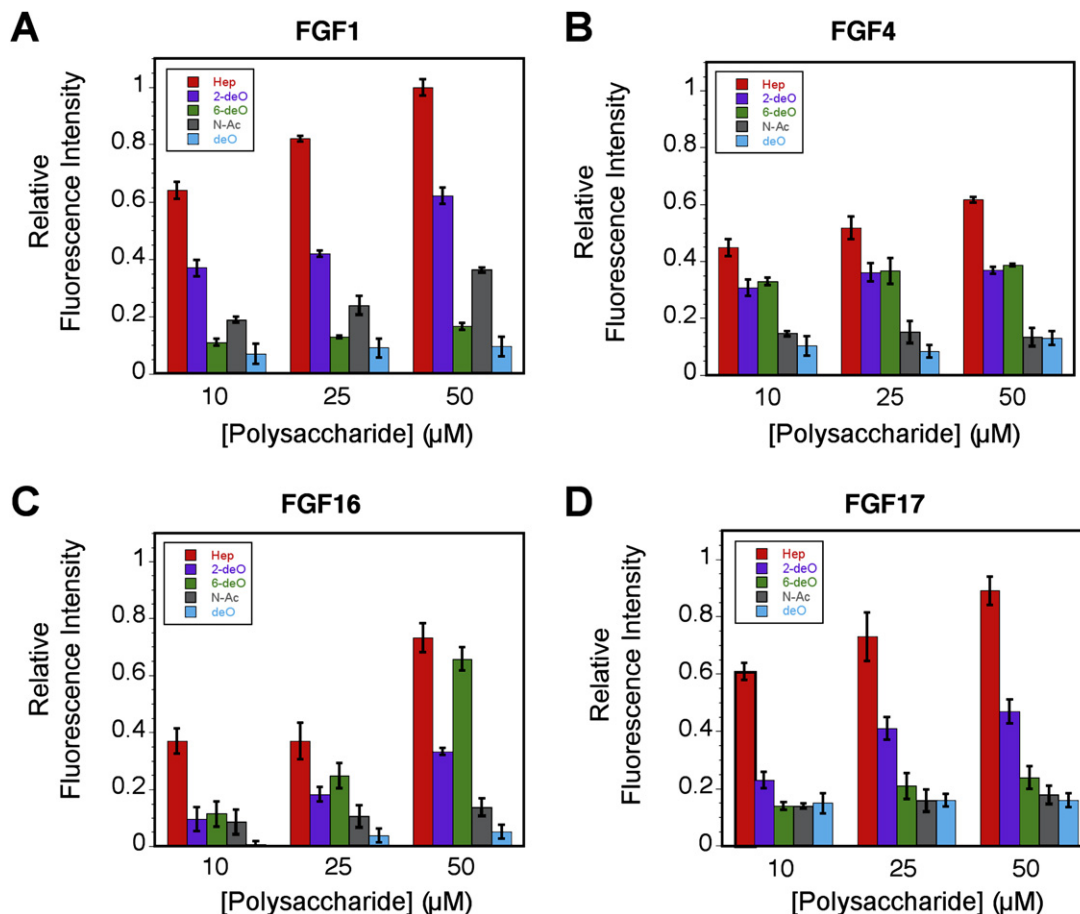 A
FGF1
Relative
Fluorescence Intensity
1
0.8
0.6
0.4
0.2
0
Hep
2-deO
6-deO
N-Ac
deO
10 25 50
[Polysaccharide] (µM)
B
FGF4
Relative
Fluorescence Intensity
1
0.8
0.6
0.4
0.2
0
Hep
2-deO
6-deO
N-Ac
deO
10 25 50
[Polysaccharide] (µM)
C
FGF16
Relative
Fluorescence Intensity
1
0.8
0.6
0.4
0.2
0
Hep
2-deO
6-deO
N-Ac
deO
10 25 50
[Polysaccharide] (µM)
D
FGF17
Relative
Fluorescence Intensity
1
0.8
0.6
0.4
0.2
0
Hep
2-deO
6-deO
N-Ac
deO
10 25 50
[Polysaccharide] (µM)